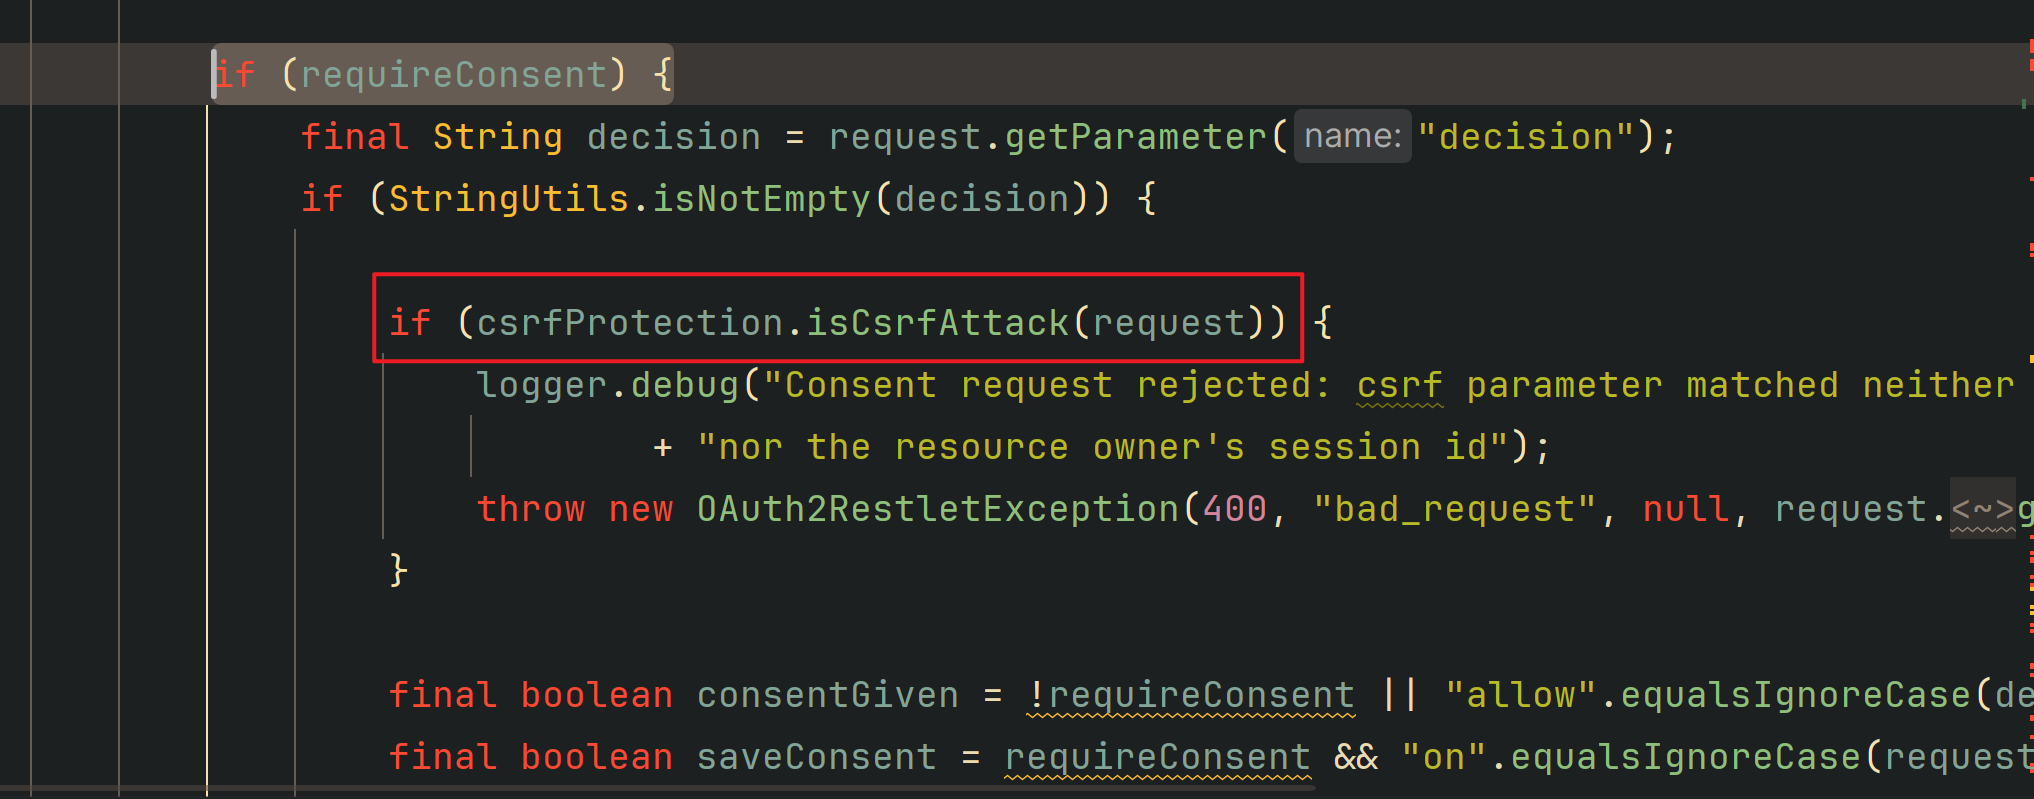 if (requireConsent) {
final String decision = request.getParameter( name: "decision");
if (StringUtils.isNotEmpty(decision)) {
if (csrfProtection.isCsrfAttack(request)) {
logger.debug("Consent request rejected: csrf parameter matched neither
+ "nor the resource owner's session id");
throw new OAuth2RestletException(400, "bad_request", null, request.<~>g
}
final boolean consentGiven = !requireConsent || "allow".equalsIgnoreCase(de
final boolean saveConsent = requireConsent && "on".equalsIgnoreCase(request